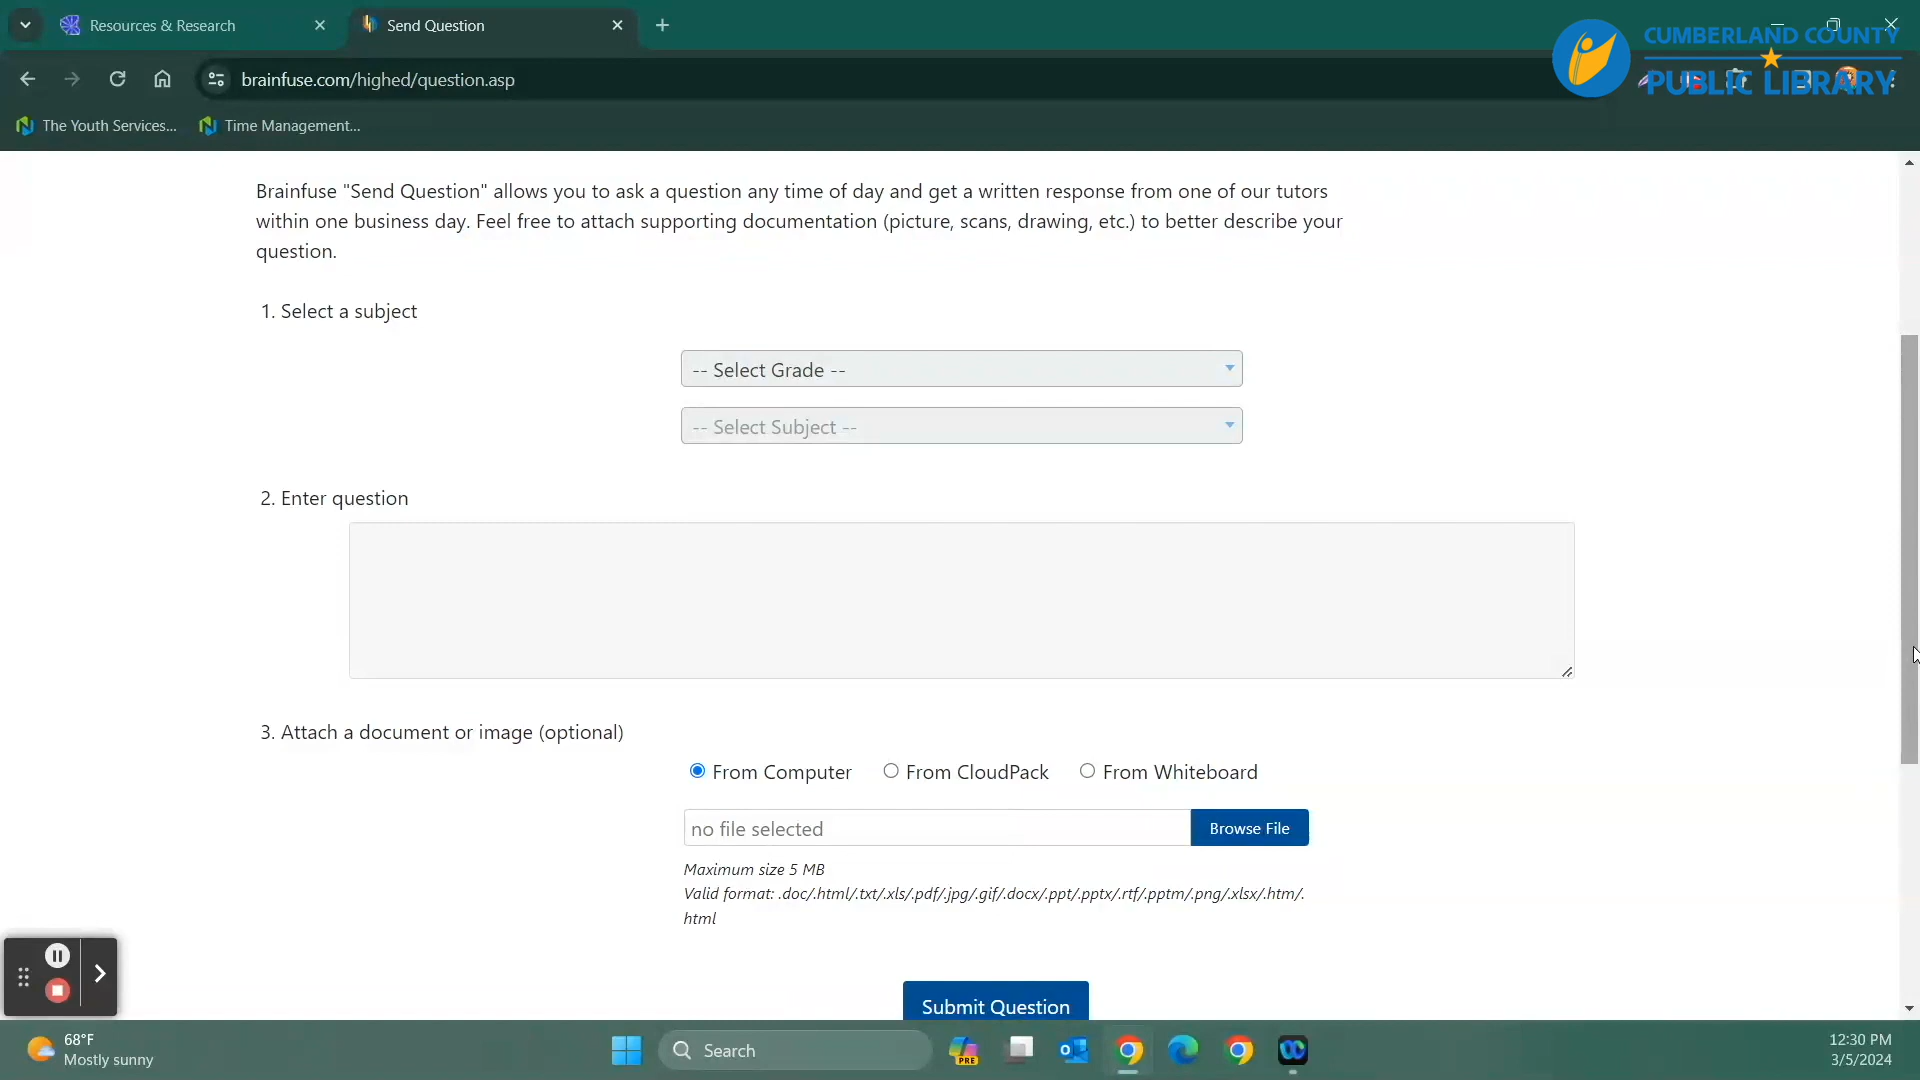 Resources & Research
Send Question
CUMBERLAND COUNTY
PUBLIC LIBRARY
brainfuse.com/highed/question.asp
The Youth Services...
Time Management...
Brainfuse "Send Question" allows you to ask a question any time of day and get a written response from one of our tutors
within one business day. Feel free to attach supporting documentation (picture, scans, drawing, etc.) to better describe your
question.
1. Select a subject
-- Select Grade --
-- Select Subject --
2. Enter question
3. Attach a document or image (optional)
From Computer From CloudPack From Whiteboard
no file selected Browse File
Maximum size 5 MB
Valid format: .doc/.html/.txt/.xls/.pdf/.jpg/.gif/.docx/.ppt/.pptx/.rtf/.pptm/.png/.xlsx/.htm/.
html
Submit Question
68°F
Mostly sunny
Search
PRE
12:30 PM
3/5/2024